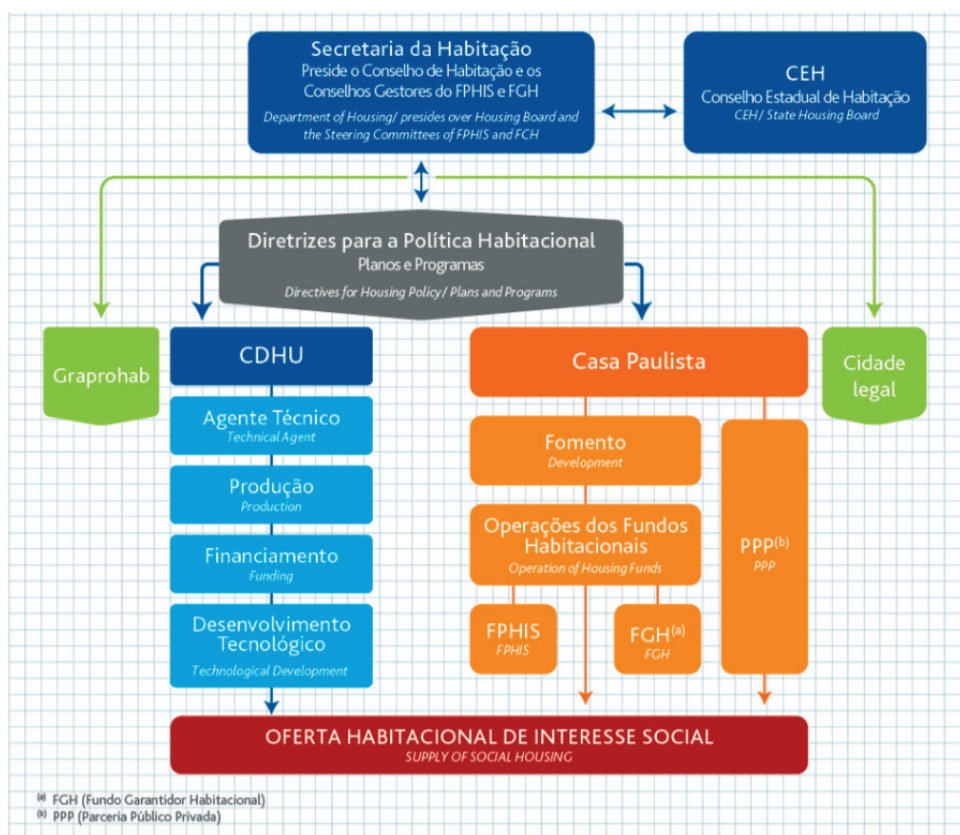 Secretaria da Habitação
Preside o Conselho de Habitação e os
Conselhos Gestores do FPHIS e FGH
Department of Housing/ presides over Housing Board and
the Steering Committees of FPHIS and FCH
CEH
Conselho Estadual de Habitação
CEH/ State Housing Board
Diretrizes para a Política Habitacional
Planos e Programas
Directives for Housing Policy/ Plans and Programs
Graprohab
CDHU
Agente Técnico
Technical Agent
Produção
Production
Financiamento
Funding
Desenvolvimento
Tecnológico
Technological Development
Casa Paulista
Fomento
Development
Operações dos Fundos
Habitacionais
Operation of Housing Funds
FPHIS
FPHIS
FGH(a)
FGH
PPP(b)
PPP
Cidade
legal
OFERTA HABITACIONAL DE INTERESSE SOCIAL
SUPPLY OF SOCIAL HOUSING
(a) FGH (Fundo Garantidor Habitacional)
(b) PPP (Parceria Público Privada)